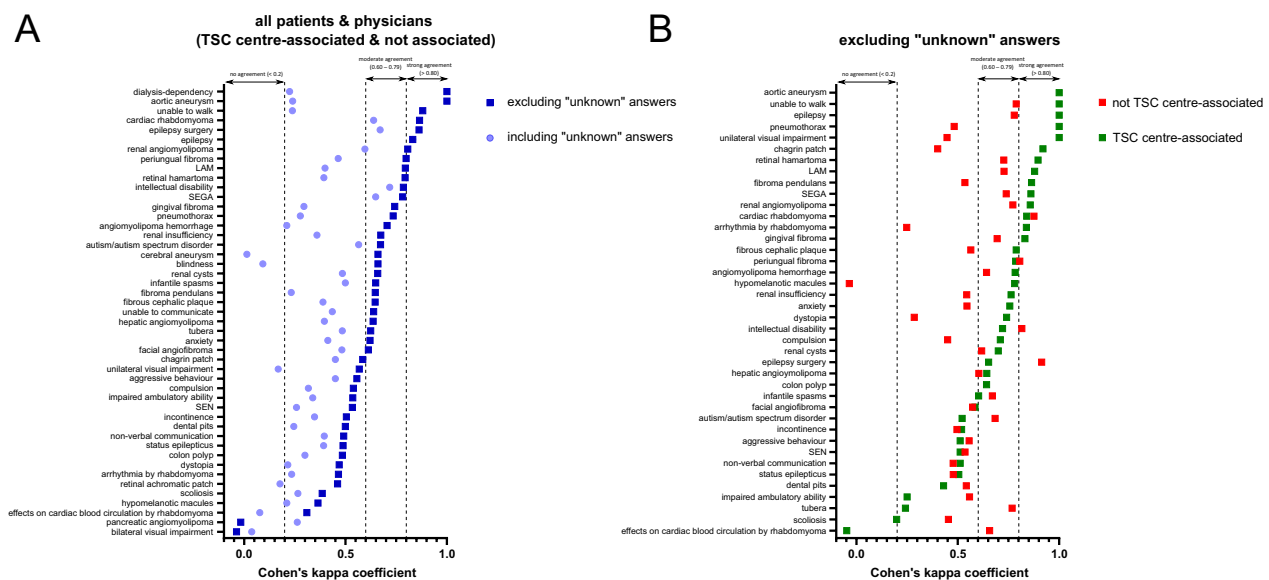 A
all patients & physicians
(TSC centre-associated & not associated)
no agreement (< 0.2)
moderate agreement
(0.60 – 0.79)
strong agreement
(> 0.80)
dialysis-dependency
aortic aneurysm
unable to walk
cardiac rhabdomyoma
epilepsy surgery
epilepsy
renal angiomyolipoma
periungual fibroma
LAM
retinal hamartoma
intellectual disability
SEGA
gingival fibroma
pneumothorax
angiomyolipoma hemorrhage
renal insufficiency
autism/autism spectrum disorder
cerebral aneurysm
blindness
renal cysts
infantile spasms
fibroma pendulans
fibrous cephalic plaque
unable to communicate
hepatic angiomyolipoma
tubera
anxiety
facial angiofibroma
chagrin patch
unilateral visual impairment
aggressive behaviour
compulsion
impaired ambulatory ability
SEN
incontinence
dental pits
non-verbal communication
status epilepticus
colon polyp
dystopia
arrhythmia by rhabdomyoma
retinal achromatic patch
scoliosis
hypomelanotic macules
effects on cardiac blood circulation by rhabdomyoma
pancreatic angiomyolipoma
bilateral visual impairment
0.0
0.5
1.0
Cohen's kappa coefficient
excluding "unknown" answers
including "unknown" answers
B
excluding "unknown" answers
no agreement (< 0.2)
moderate agreement
(0.60 – 0.79)
strong agreement
(> 0.80)
aortic aneurysm
unable to walk
epilepsy
pneumothorax
unilateral visual impairment
chagrin patch
retinal hamartoma
LAM
fibroma pendulans
SEGA
renal angiomyolipoma
cardiac rhabdomyoma
arrhythmia by rhabdomyoma
gingival fibroma
fibrous cephalic plaque
periungual fibroma
angiomyolipoma hemorrhage
hypomelanotic macules
renal insufficiency
anxiety
dystopia
intellectual disability
compulsion
renal cysts
epilepsy surgery
hepatic angioymolipoma
colon polyp
infantile spasms
facial angiofibroma
autism/autism spectrum disorder
incontinence
aggressive behaviour
SEN
non-verbal communication
status epilepticus
dental pits
impaired ambulatory ability
tubera
scoliosis
effects on cardiac blood circulation by rhabdomyoma
0.0
0.5
1.0
Cohen's kappa coefficient
not TSC centre-associated
TSC centre-associated